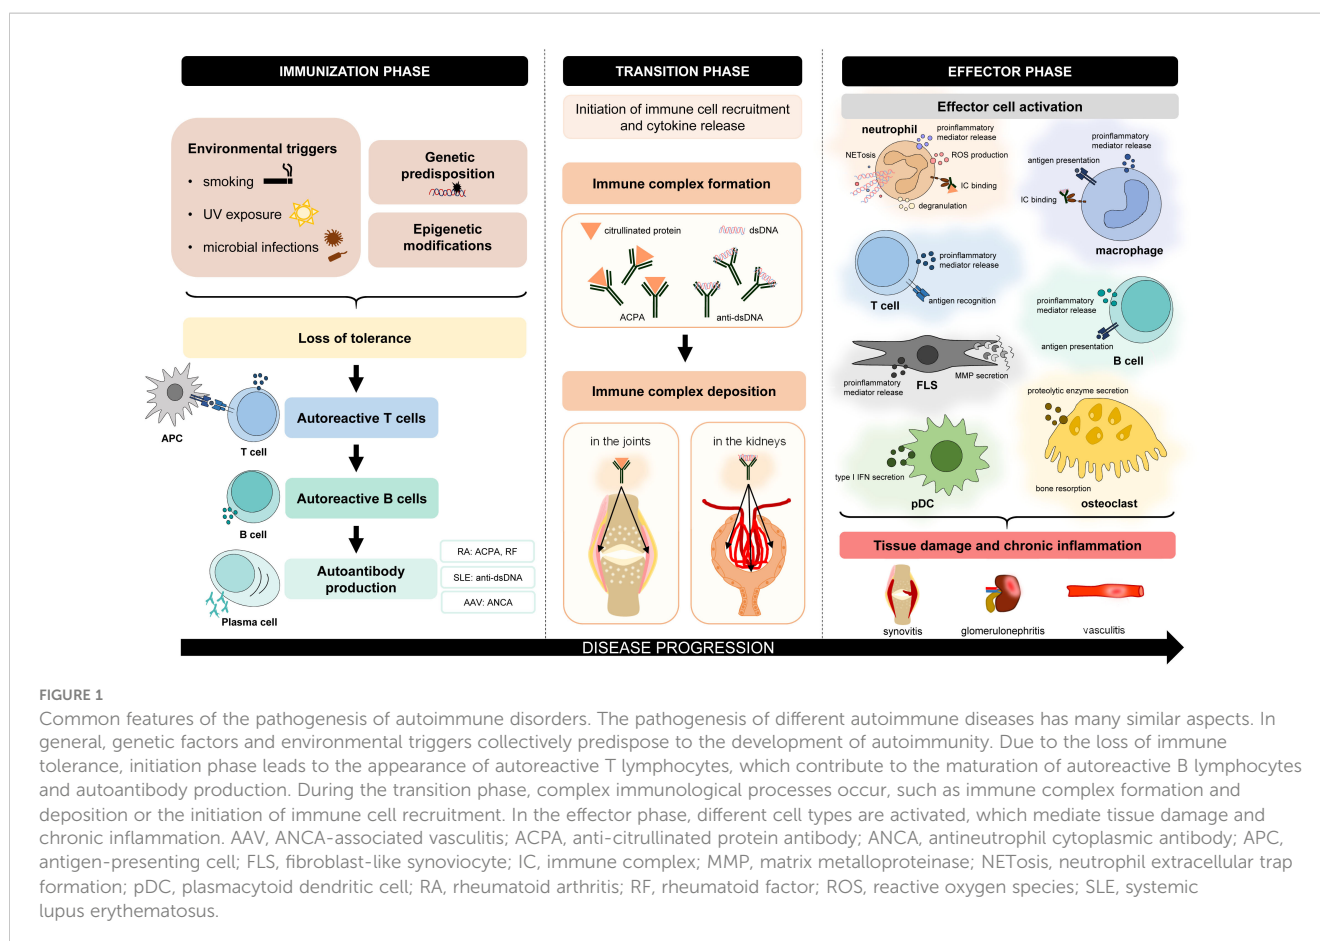 IMMUNIZATION PHASE
Environmental triggers
• smoking
• UV exposure
• microbial infections
Genetic
predisposition
Epigenetic
modifications
Loss of tolerance
APC
T cell
Autoreactive T cells
B cell
Autoreactive B cells
Plasma cell
Autoantibody
production
RA: ACPA, RF
SLE: anti-dsDNA
AAV: ANCA
TRANSITION PHASE
Initiation of immune cell recruitment
and cytokine release
Immune complex formation
citrullinated protein
dsDNA
ACPA
anti-dsDNA
Immune complex deposition
in the joints
in the kidneys
EFFECTOR PHASE
Effector cell activation
neutrophil
proinflammatory
mediator release
NETosis
ROS production
IC binding
degranulation
proinflammatory
mediator release
antigen presentation
IC binding
macrophage
proinflammatory
mediator release
T cell
antigen recognition
proinflammatory
mediator release
antigen presentation
B cell
FLS
MMP secretion
proinflammatory
mediator release
proteolytic enzyme secretion
type I IFN secretion
pDC
bone resorption
osteoclast
Tissue damage and chronic inflammation
synovitis
glomerulonephritis
vasculitis
DISEASE PROGRESSION
FIGURE 1
Common features of the pathogenesis of autoimmune disorders. The pathogenesis of different autoimmune diseases has many similar aspects. In
general, genetic factors and environmental triggers collectively predispose to the development of autoimmunity. Due to the loss of immune
tolerance, initiation phase leads to the appearance of autoreactive T lymphocytes, which contribute to the maturation of autoreactive B lymphocytes
and autoantibody production. During the transition phase, complex immunological processes occur, such as immune complex formation and
deposition or the initiation of immune cell recruitment. In the effector phase, different cell types are activated, which mediate tissue damage and
chronic inflammation. AAV, ANCA-associated vasculitis; ACPA, anti-citrullinated protein antibody; ANCA, antineutrophil cytoplasmic antibody; APC,
antigen-presenting cell; FLS, fibroblast-like synoviocyte; IC, immune complex; MMP, matrix metalloproteinase; NETosis, neutrophil extracellular trap
formation; pDC, plasmacytoid dendritic cell; RA, rheumatoid arthritis; RF, rheumatoid factor; ROS, reactive oxygen species; SLE, systemic
lupus erythematosus.